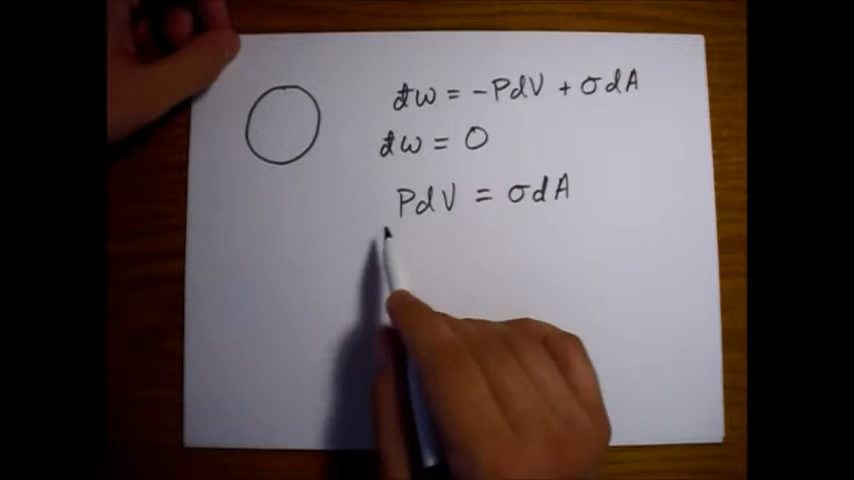 đw = -PdV + σdA
đw = 0
PdV = σdA